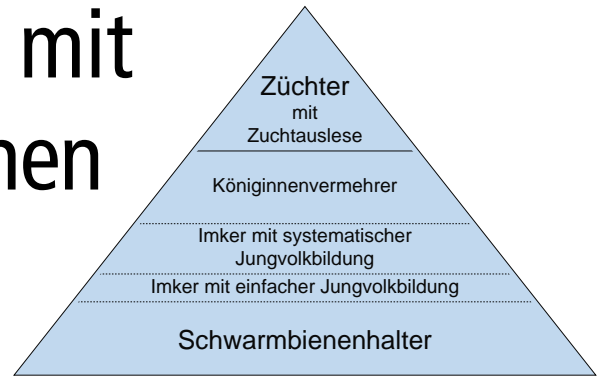 mit
nen
Züchter
mit
Zuchtauslese
Königinnenvermehrer
Imker mit systematischer
Jungvolkbildung
Imker mit einfacher Jungvolkbildung
Schwarmbienenhalter